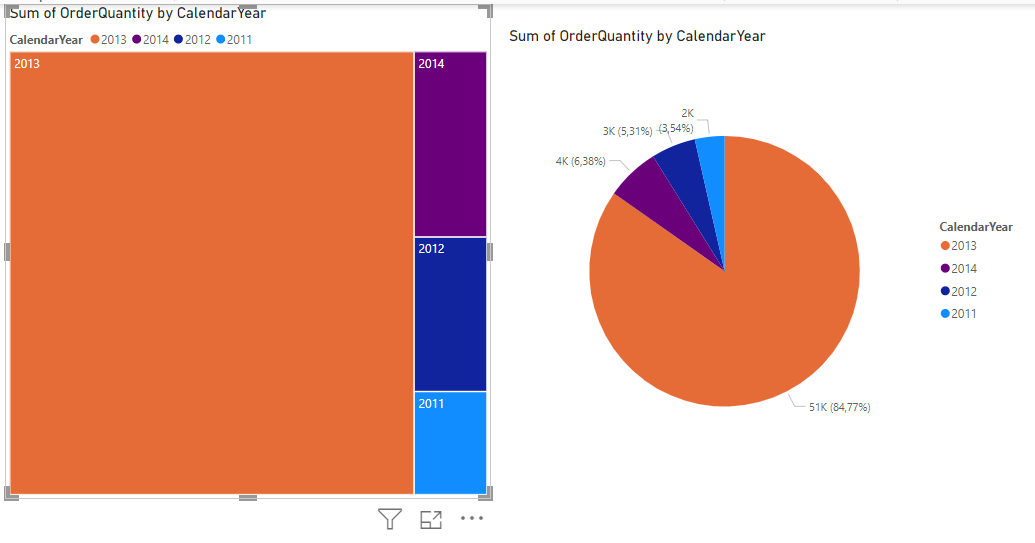 Sum of OrderQuantity by CalendarYear
CalendarYear 2013 2014 2012 2011
2013
2014
2012
2011
Sum of OrderQuantity by CalendarYear
2K
(3,54%)
3K (5,31%)
4K (6,38%)
51K (84,77%)
CalendarYear
2013
2014
2012
2011